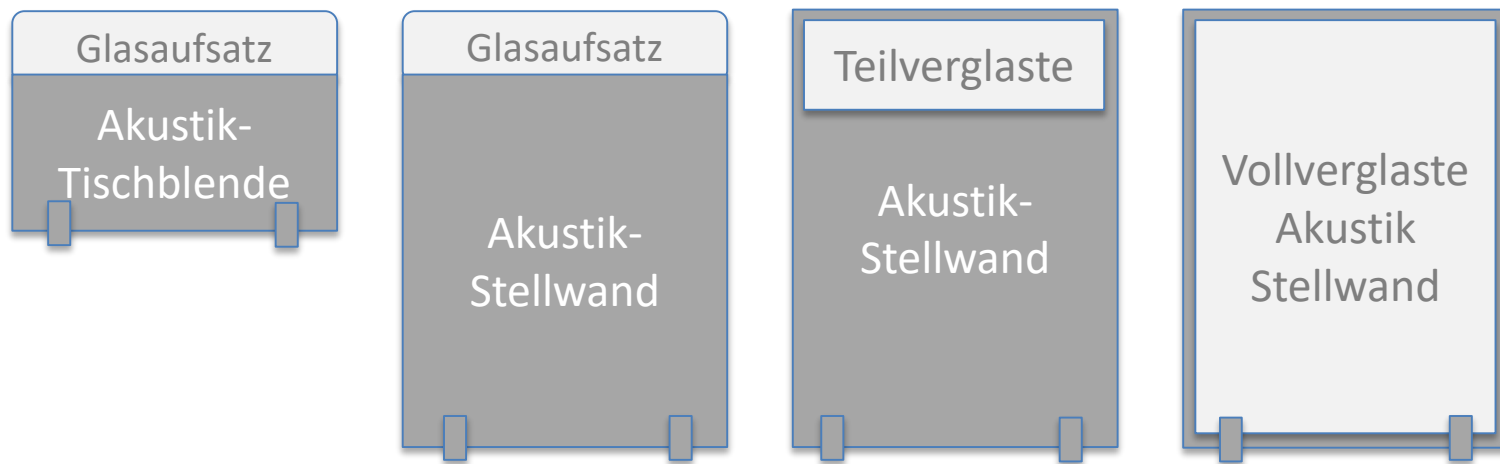 Glasaufsatz
Akustik-
Tischblende
Glasaufsatz
Akustik-
Stellwand
Teilverglaste
Akustik-
Stellwand
Vollverglaste
Akustik
Stellwand